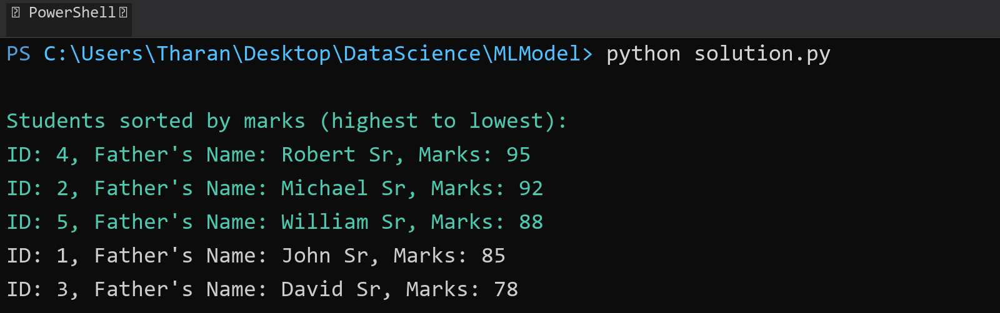 PowerShell
PS C:\Users\Tharan\Desktop\DataScience\MLModel> python solution.py
Students sorted by marks (highest to lowest):
ID: 4, Father's Name: Robert Sr, Marks: 95
ID: 2, Father's Name: Michael Sr, Marks: 92
ID: 5, Father's Name: William Sr, Marks: 88
ID: 1, Father's Name: John Sr, Marks: 85
ID: 3, Father's Name: David Sr, Marks: 78